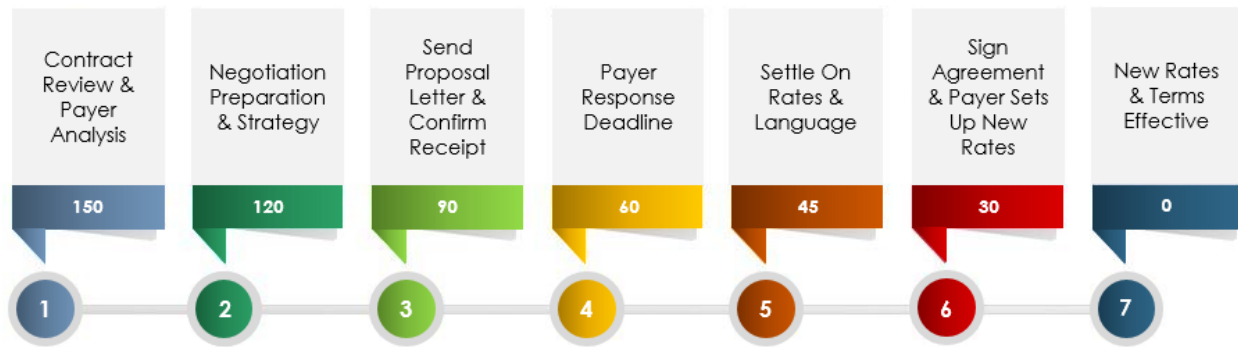 Contract
Review &
Payer
Analysis
150
1
Negotiation
Preparation
& Strategy
120
2
Send
Proposal
Letter &
Confirm
Receipt
90
3
Payer
Response
Deadline
60
4
Settle On
Rates &
Language
45
5
Sign
Agreement
& Payer Sets
Up New
Rates
30
6
New Rates
& Terms
Effective
0
7